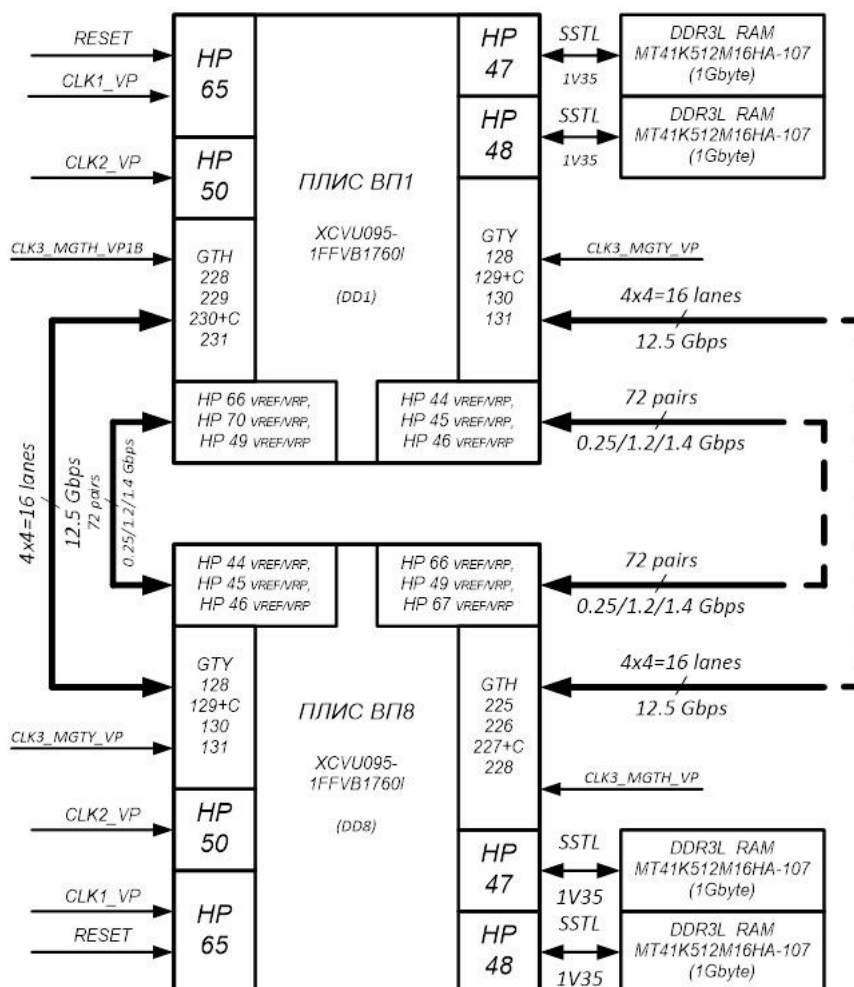 RESET
CLK1_VP
CLK2_VP
CLK3_MGTH_VP1B
HP
65
HP
50
GTH
228
229
230+C
231
ПЛИС ВП1
XCVU095-
1FFVB1760I
(DD1)
HP
47
HP
48
GTY
128
129+C
130
131
SSTL
1V35
SSTL
1V35
DDR3L RAM
MT41K512M16HA-107
(1Gbyte)
DDR3L RAM
MT41K512M16HA-107
(1Gbyte)
CLK3_MGTY_VP
4x4=16 lanes
12.5 Gbps
HP 66 VREF/VRP,
HP 70 VREF/VRP,
HP 49 VREF/VRP
HP 44 VREF/VRP,
HP 45 VREF/VRP,
HP 46 VREF/VRP
72 pairs
0.25/1.2/1.4 Gbps
4x4=16 lanes
12.5 Gbps
72 pairs
0.25/1.2/1.4 Gbps
HP 44 VREF/VRP,
HP 45 VREF/VRP,
HP 46 VREF/VRP
HP 66 VREF/VRP,
HP 49 VREF/VRP,
HP 67 VREF/VRP
72 pairs
0.25/1.2/1.4 Gbps
4x4=16 lanes
12.5 Gbps
GTY
128
129+C
130
131
ПЛИС ВП8
XCVU095-
1FFVB1760I
(DD8)
GTH
225
226
227+C
228
CLK3_MGTY_VP
CLK3_MGTH_VP
CLK2_VP
HP
50
CLK1_VP
RESET
HP
65
HP
47
HP
48
SSTL
1V35
SSTL
1V35
DDR3L RAM
MT41K512M16HA-107
(1Gbyte)
DDR3L RAM
MT41K512M16HA-107
(1Gbyte)